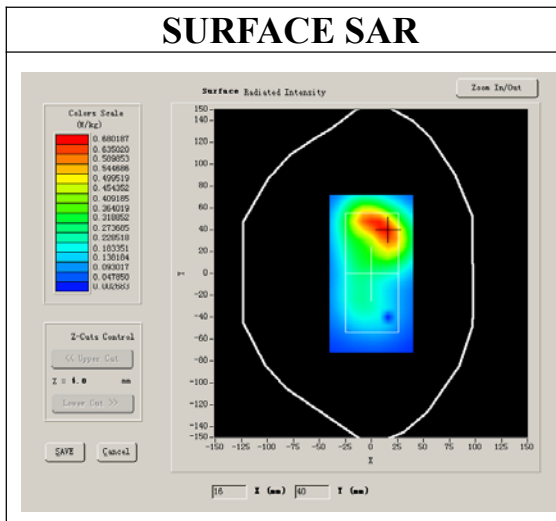 SURFACE SAR
Surface Radiated Intensity
Zoom In/Out
Colors Scale
(W/kg)
0.680187
0.635020
0.589853
0.544686
0.499519
0.454352
0.409185
0.364019
0.318852
0.273685
0.228518
0.183351
0.138184
0.093017
0.047850
0.002683
Z-Cuts Control
<< Upper Cut
Z = 4.0 mm
Lower Cut >>
SAVE Cancel
150
140
120
100
80
60
40
20
0
-20
-40
-60
-80
-100
-120
-140
-150
Y
-150 -125 -100 -75 -50 -25 0 25 50 75 100 125 150
X
16 X (mm) 40 Y (mm)